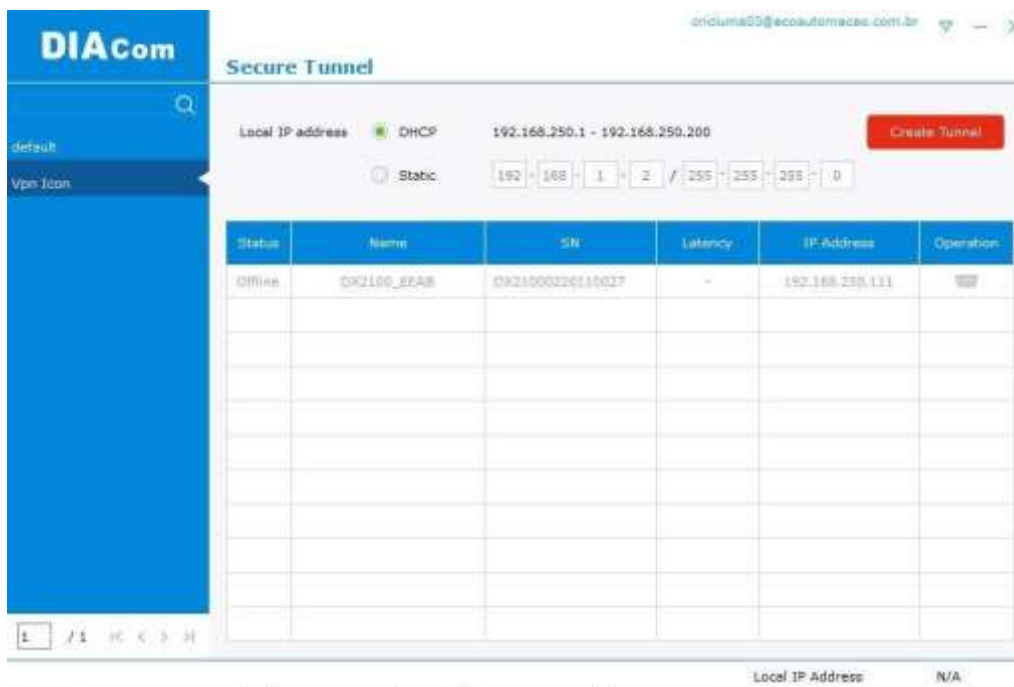 DIACom
Secure Tunnel
default
Vpn Icon
Local IP address DHCP 192.168.250.1 - 192.168.250.200 Create Tunnel
Static 192 - 168 - 1 - 2 / 255 - 255 - 255 - 0
Status Name SN Latency IP Address Operation
Offline DX2100_EEAB - 192.168.250.111
1 / 1
Local IP Address N/A